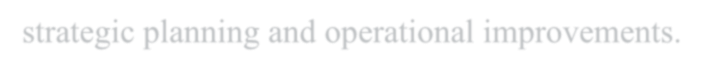 strategic planning and operational improvements.